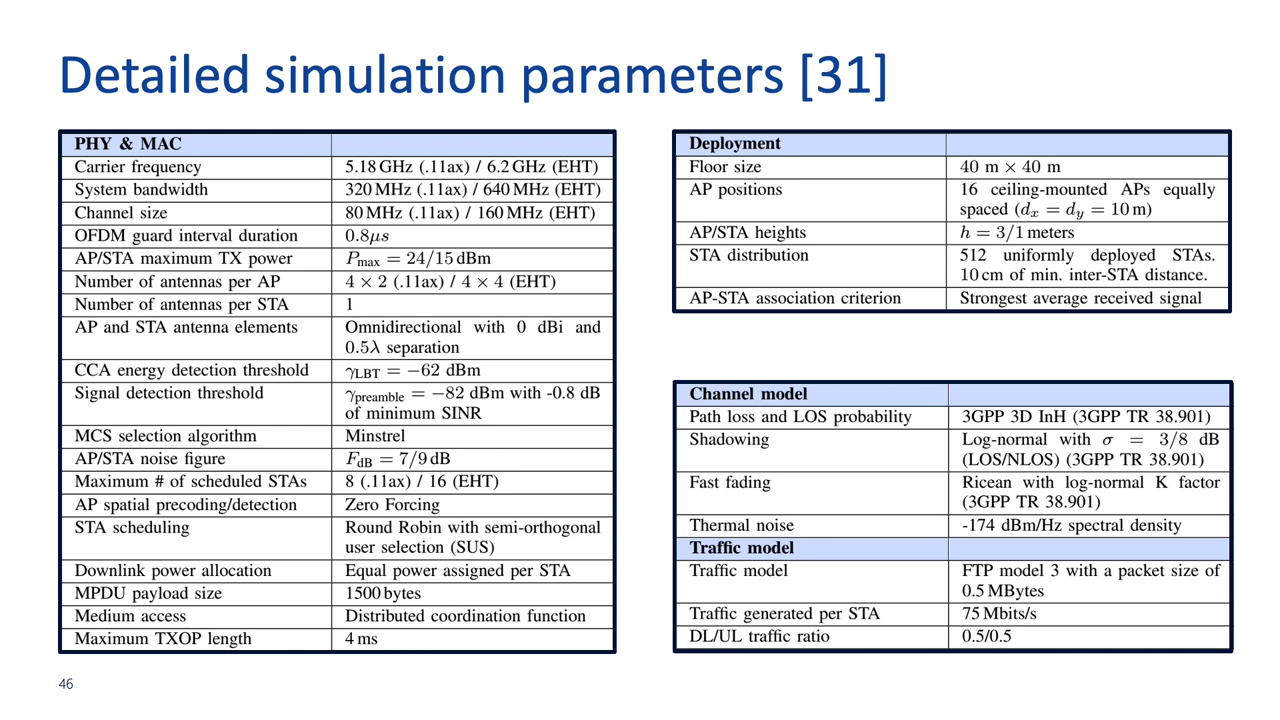 Detailed simulation parameters [31]
PHY & MAC
Carrier frequency 5.18 GHz (.11ax) / 6.2 GHz (EHT)
System bandwidth 320 MHz (.11ax) / 640 MHz (EHT)
Channel size 80 MHz (.11ax) / 160 MHz (EHT)
OFDM guard interval duration 0.8μs
AP/STA maximum TX power Pmax = 24/15 dBm
Number of antennas per AP 4 × 2 (.11ax) / 4 × 4 (EHT)
Number of antennas per STA 1
AP and STA antenna elements Omnidirectional with 0 dBi and
0.5λ separation
CCA energy detection threshold γLBT = −62 dBm
Signal detection threshold γpreamble = −82 dBm with -0.8 dB
of minimum SINR
MCS selection algorithm Minstrel
AP/STA noise figure FdB = 7/9 dB
Maximum # of scheduled STAs 8 (.11ax) / 16 (EHT)
AP spatial precoding/detection Zero Forcing
STA scheduling Round Robin with semi-orthogonal
user selection (SUS)
Downlink power allocation Equal power assigned per STA
MPDU payload size 1500 bytes
Medium access Distributed coordination function
Maximum TXOP length 4 ms
Deployment
Floor size 40 m × 40 m
AP positions 16 ceiling-mounted APs equally
spaced (dx = dy = 10 m)
AP/STA heights h = 3/1 meters
STA distribution 512 uniformly deployed STAs.
10 cm of min. inter-STA distance.
AP-STA association criterion Strongest average received signal
Channel model
Path loss and LOS probability 3GPP 3D InH (3GPP TR 38.901)
Shadowing Log-normal with σ = 3/8 dB
(LOS/NLOS) (3GPP TR 38.901)
Fast fading Ricean with log-normal K factor
(3GPP TR 38.901)
Thermal noise -174 dBm/Hz spectral density
Traffic model
Traffic model FTP model 3 with a packet size of
0.5 MBytes
Traffic generated per STA 75 Mbits/s
DL/UL traffic ratio 0.5/0.5
46